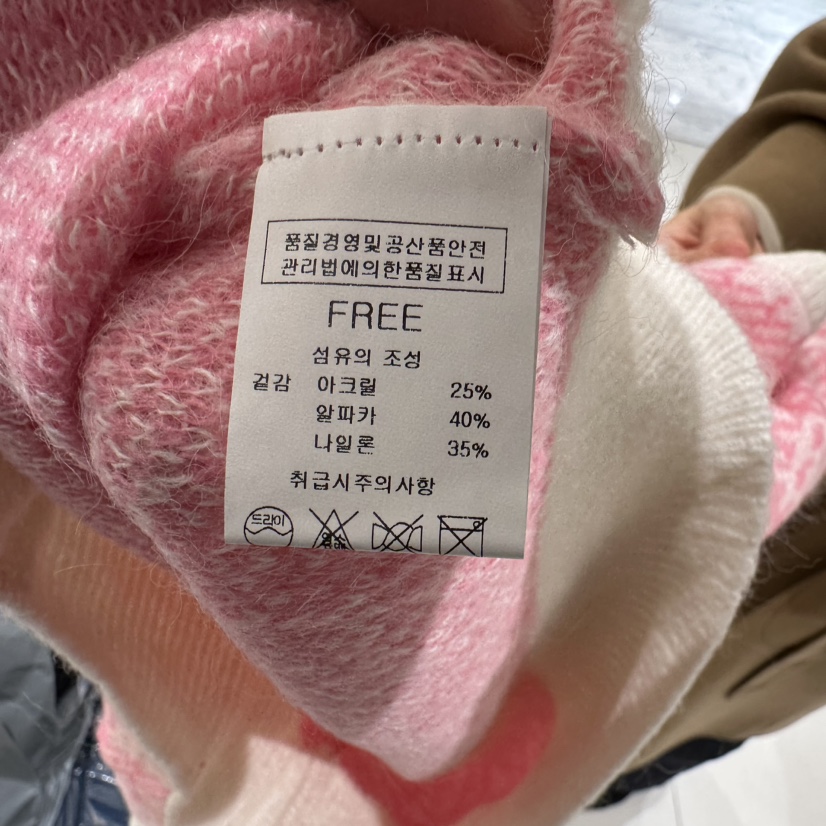 품질경영및공산품안전
관리법에의한품질표시
FREE
섬유의 조성
겉감 아크릴 25%
알파카 40%
나일론 35%
취급시주의사항
드라이
염소